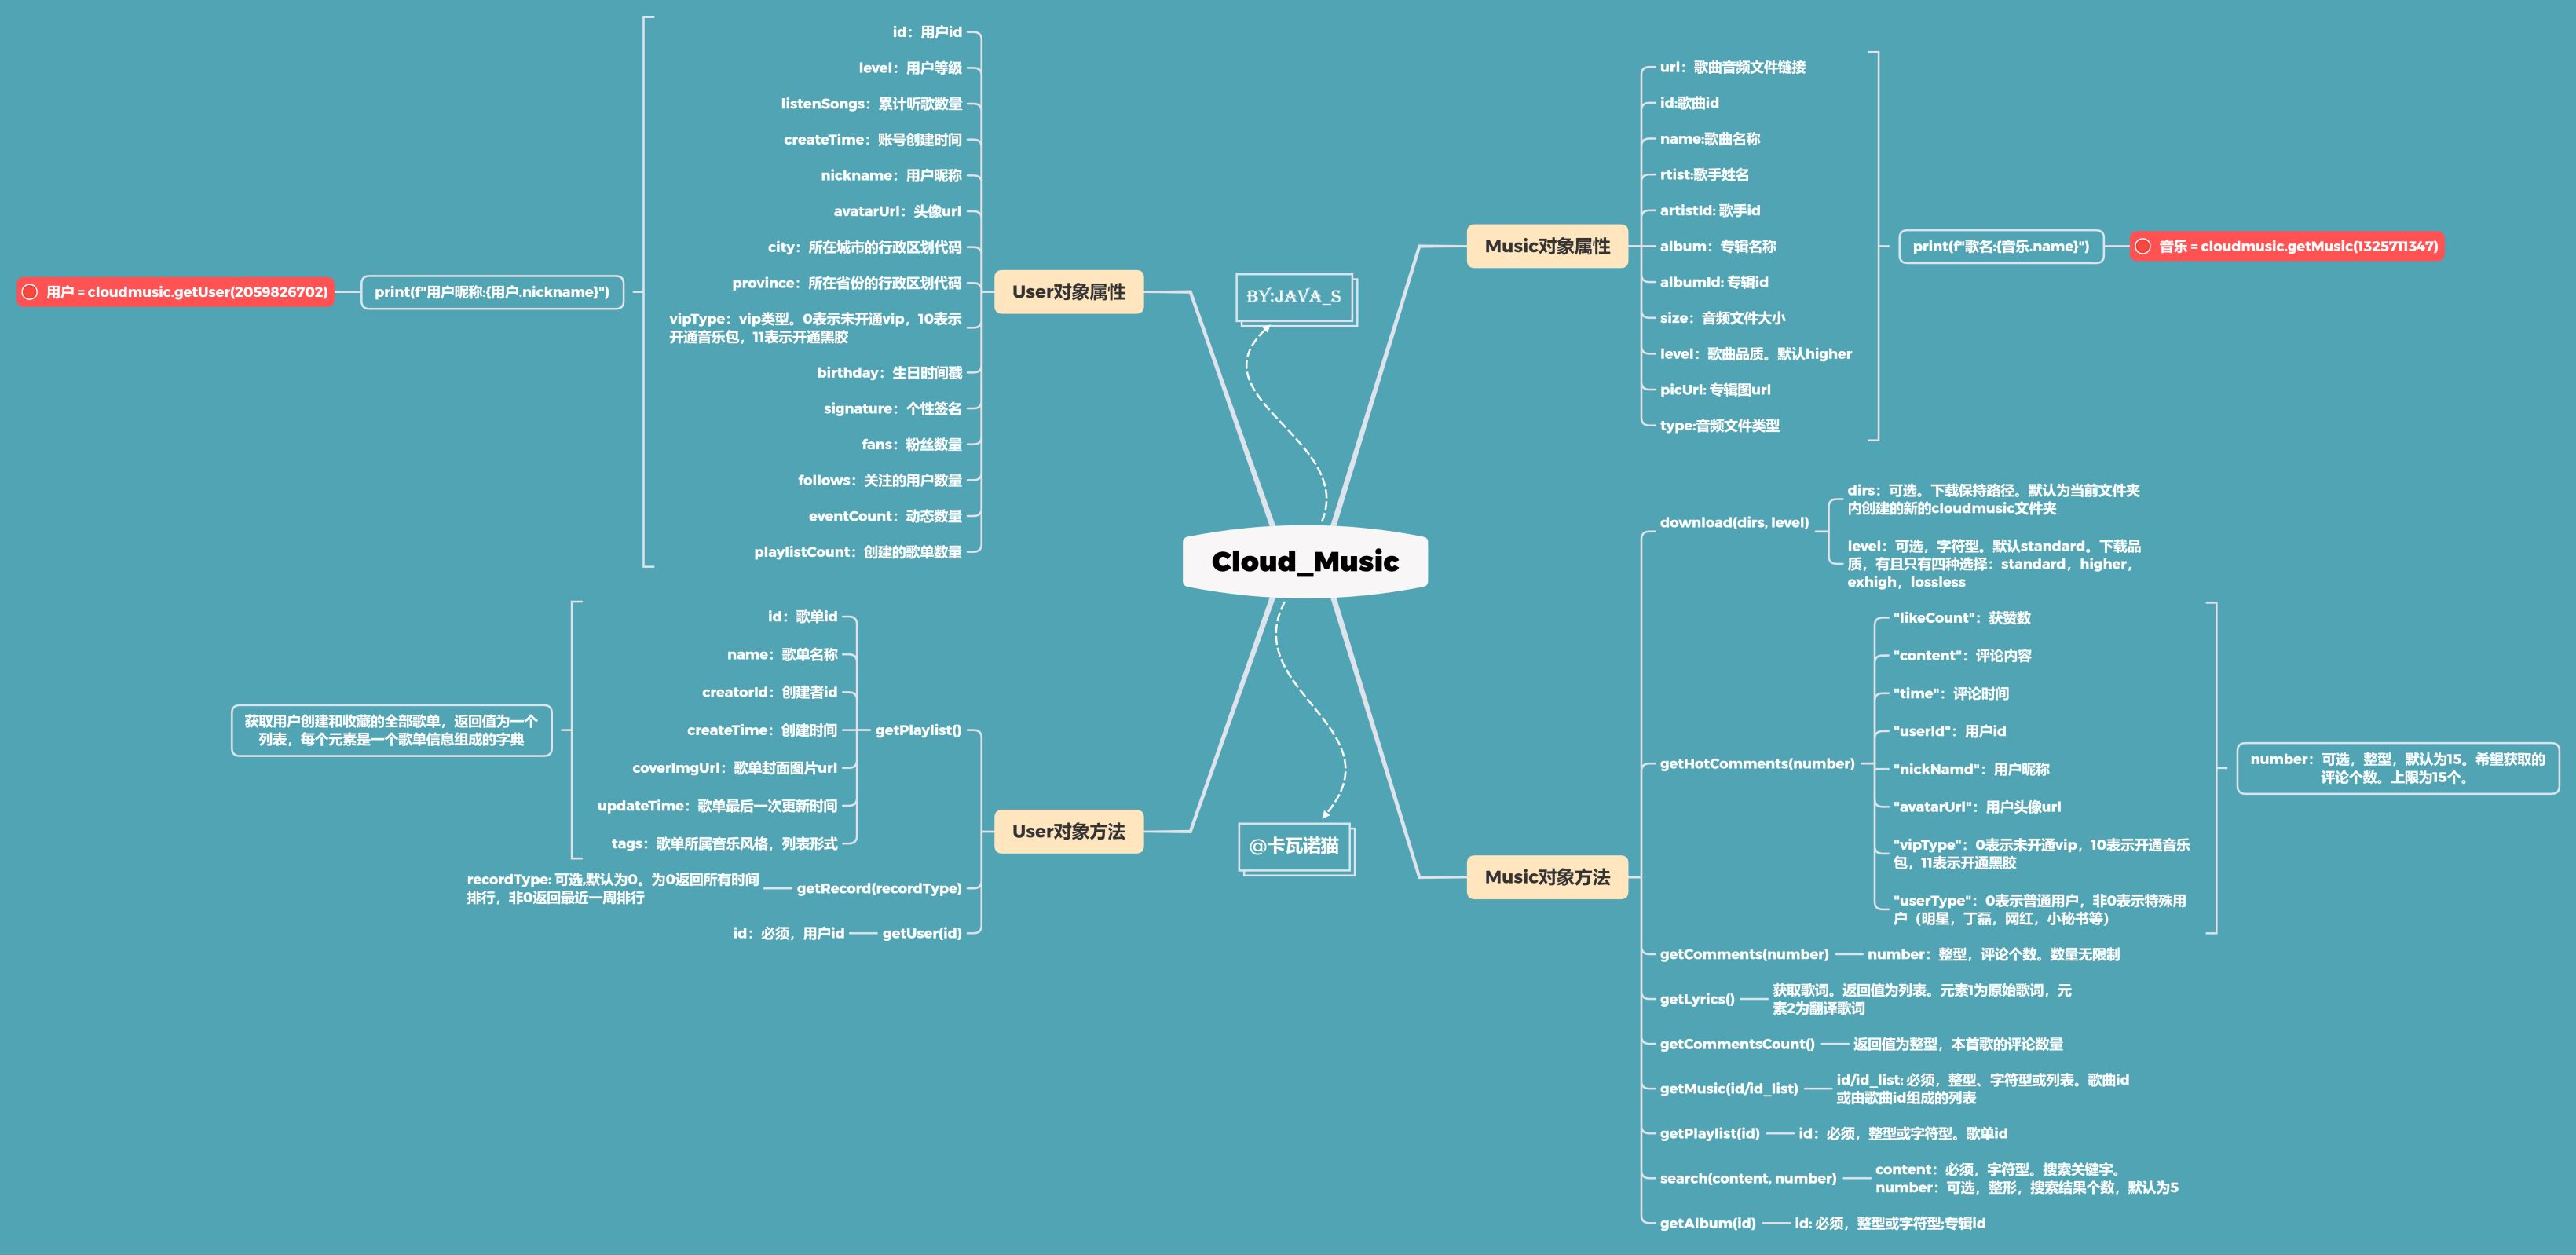 Cloud_Music
BY:JAVA_S
@卡瓦诺猫
User对象属性
id：用户id
level：用户等级
listenSongs：累计听歌数量
createTime：账号创建时间
nickname：用户昵称
avatarUrl：头像url
city：所在城市的行政区划代码
province：所在省份的行政区划代码
vipType：vip类型。0表示未开通vip，10表示
开通音乐包，11表示开通黑胶
birthday：生日时间戳
signature：个性签名
fans：粉丝数量
follows：关注的用户数量
eventCount：动态数量
playlistCount：创建的歌单数量
print(f"用户昵称:{用户.nickname}")
用户 = cloudmusic.getUser(2059826702)
User对象方法
getPlaylist()
id：歌单id
name：歌单名称
creatorId：创建者id
createTime：创建时间
coverImgUrl：歌单封面图片url
updateTime：歌单最后一次更新时间
tags：歌单所属音乐风格，列表形式
获取用户创建和收藏的全部歌单，返回值为一个
列表，每个元素是一个歌单信息组成的字典
getRecord(recordType)
recordType: 可选,默认为0。为0返回所有时间
排行，非0返回最近一周排行
getUser(id)
id：必须，用户id
Music对象属性
url：歌曲音频文件链接
id:歌曲id
name:歌曲名称
rtist:歌手姓名
artistId: 歌手id
album：专辑名称
albumId: 专辑id
size：音频文件大小
level：歌曲品质。默认higher
picUrl: 专辑图url
type:音频文件类型
print(f"歌名:{音乐.name}")
音乐 = cloudmusic.getMusic(1325711347)
Music对象方法
download(dirs, level)
dirs：可选。下载保持路径。默认为当前文件夹
内创建的新的cloudmusic文件夹
level：可选，字符型。默认standard。下载品
质，有且只有四种选择：standard，higher，
exhigh，lossless
getHotComments(number)
"likeCount"：获赞数
"content"：评论内容
"time"：评论时间
"userId"：用户id
"nickNamd"：用户昵称
"avatarUrl"：用户头像url
"vipType"：0表示未开通vip，10表示开通音乐
包，11表示开通黑胶
"userType"：0表示普通用户，非0表示特殊用
户（明星，丁磊，网红，小秘书等）
number：可选，整型，默认为15。希望获取的
评论个数。上限为15个。
getComments(number)
number：整型，评论个数。数量无限制
getLyrics()
获取歌词。返回值为列表。元素1为原始歌词，元
素2为翻译歌词
getCommentsCount()
返回值为整型，本首歌的评论数量
getMusic(id/id_list)
id/id_list: 必须，整型、字符型或列表。歌曲id
或由歌曲id组成的列表
getPlaylist(id)
id：必须，整型或字符型。歌单id
search(content, number)
content：必须，字符型。搜索关键字。
number：可选，整形，搜索结果个数，默认为5
getAlbum(id)
id: 必须，整型或字符型;专辑id